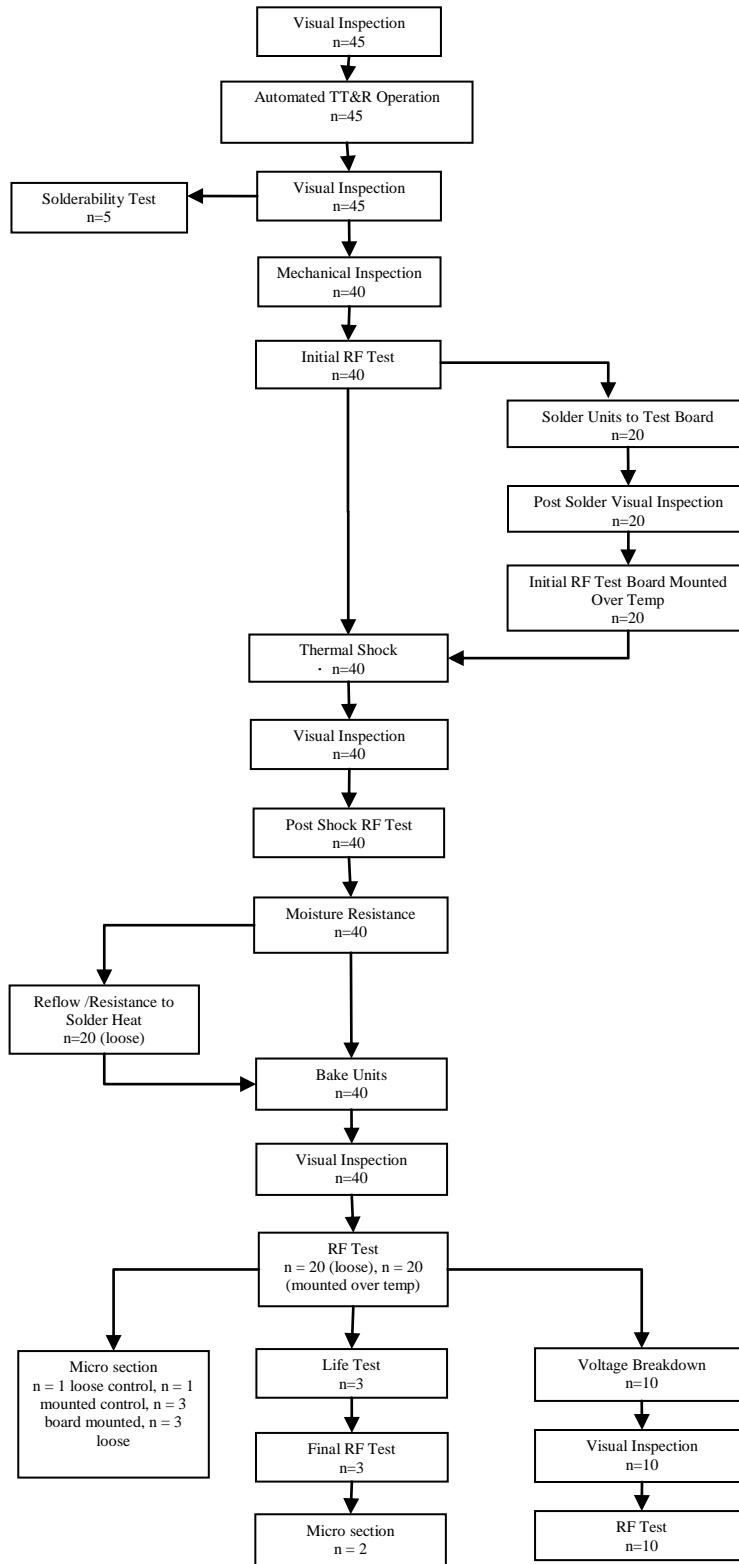 Visual Inspection
n=45
Automated TT&R Operation
n=45
Visual Inspection
n=45
Solderability Test
n=5
Mechanical Inspection
n=40
Initial RF Test
n=40
Solder Units to Test Board
n=20
Post Solder Visual Inspection
n=20
Initial RF Test Board Mounted
Over Temp
n=20
Thermal Shock
· n=40
Visual Inspection
n=40
Post Shock RF Test
n=40
Moisture Resistance
n=40
Reflow /Resistance to
Solder Heat
n=20 (loose)
Bake Units
n=40
Visual Inspection
n=40
RF Test
n = 20 (loose), n = 20
(mounted over temp)
Micro section
n = 1 loose control, n = 1
mounted control, n = 3
board mounted, n = 3
loose
Life Test
n=3
Final RF Test
n=3
Micro section
n = 2
Voltage Breakdown
n=10
Visual Inspection
n=10
RF Test
n=10